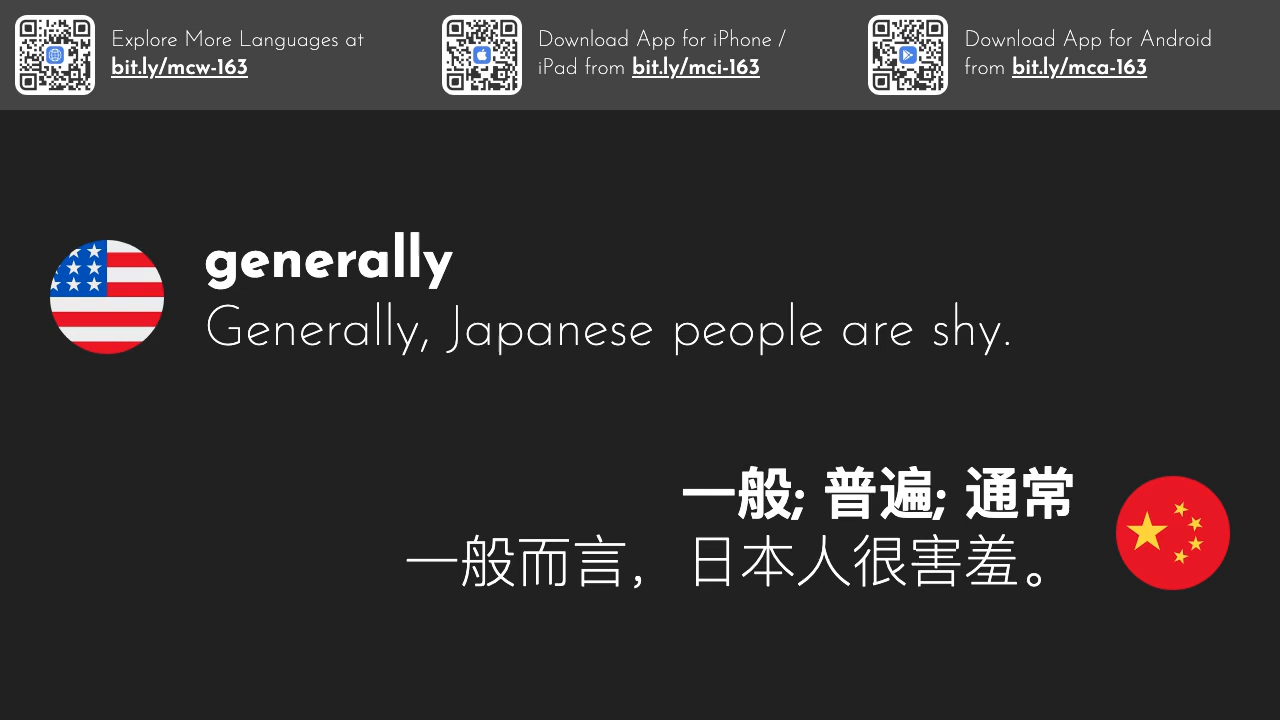 Explore More Languages at
bit.ly/mcw-163
Download App for iPhone /
iPad from bit.ly/mci-163
Download App for Android
from bit.ly/mca-163
generally
Generally, Japanese people are shy.
一般; 普遍; 通常
一般而言，日本人很害羞。